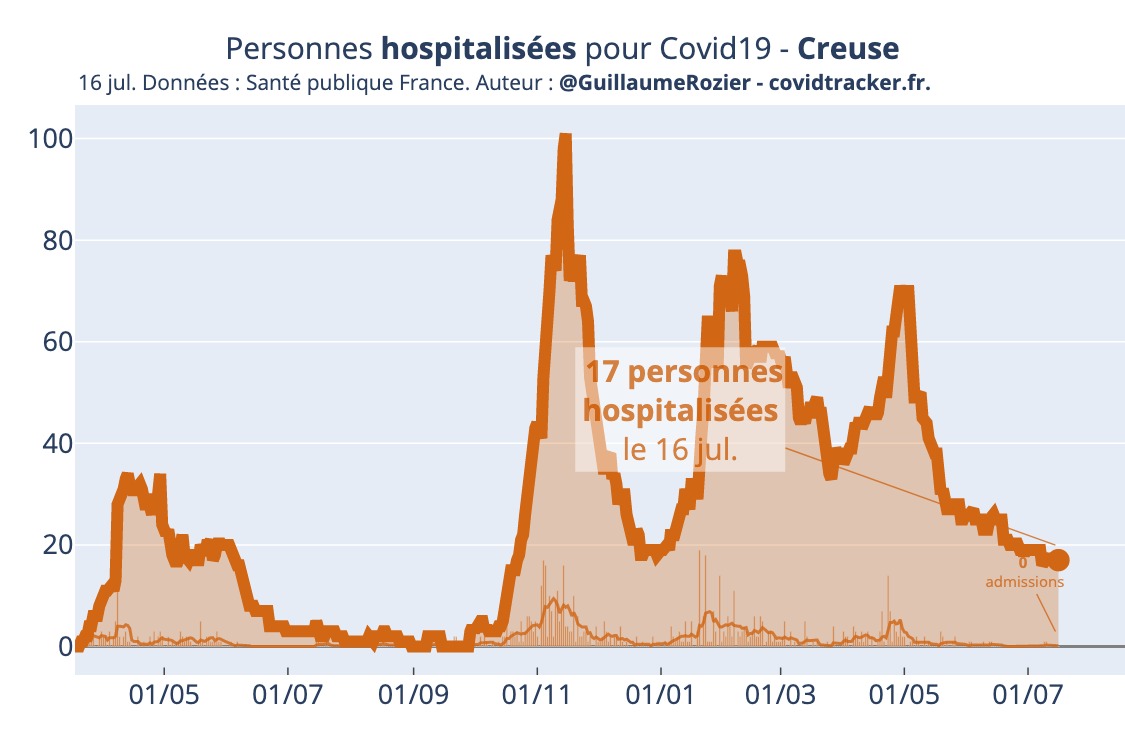 Personnes hospitalisées pour Covid19 - Creuse
16 jul. Données : Santé publique France. Auteur : @GuillaumeRozier - covidtracker.fr.
100
80
60
40
20
0
17 personnes
hospitalisées
le 16 jul.
0
admissions
01/05 01/07 01/09 01/11 01/01 01/03 01/05 01/07